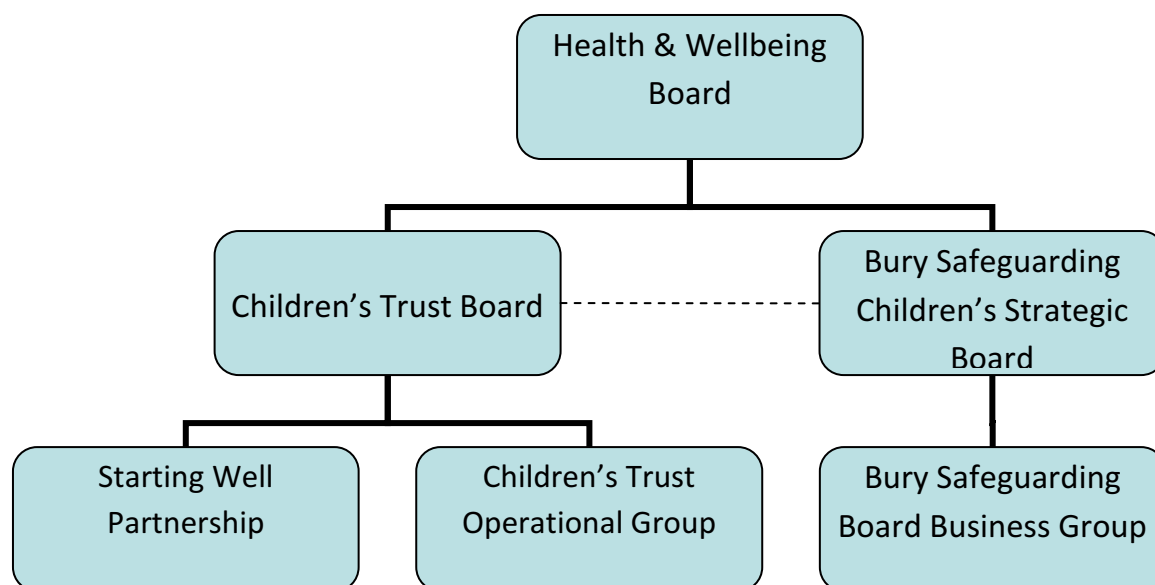 Health & Wellbeing
Board
Children’s Trust Board
Bury Safeguarding
Children’s Strategic
Board
Starting Well
Partnership
Children’s Trust
Operational Group
Bury Safeguarding
Board Business Group